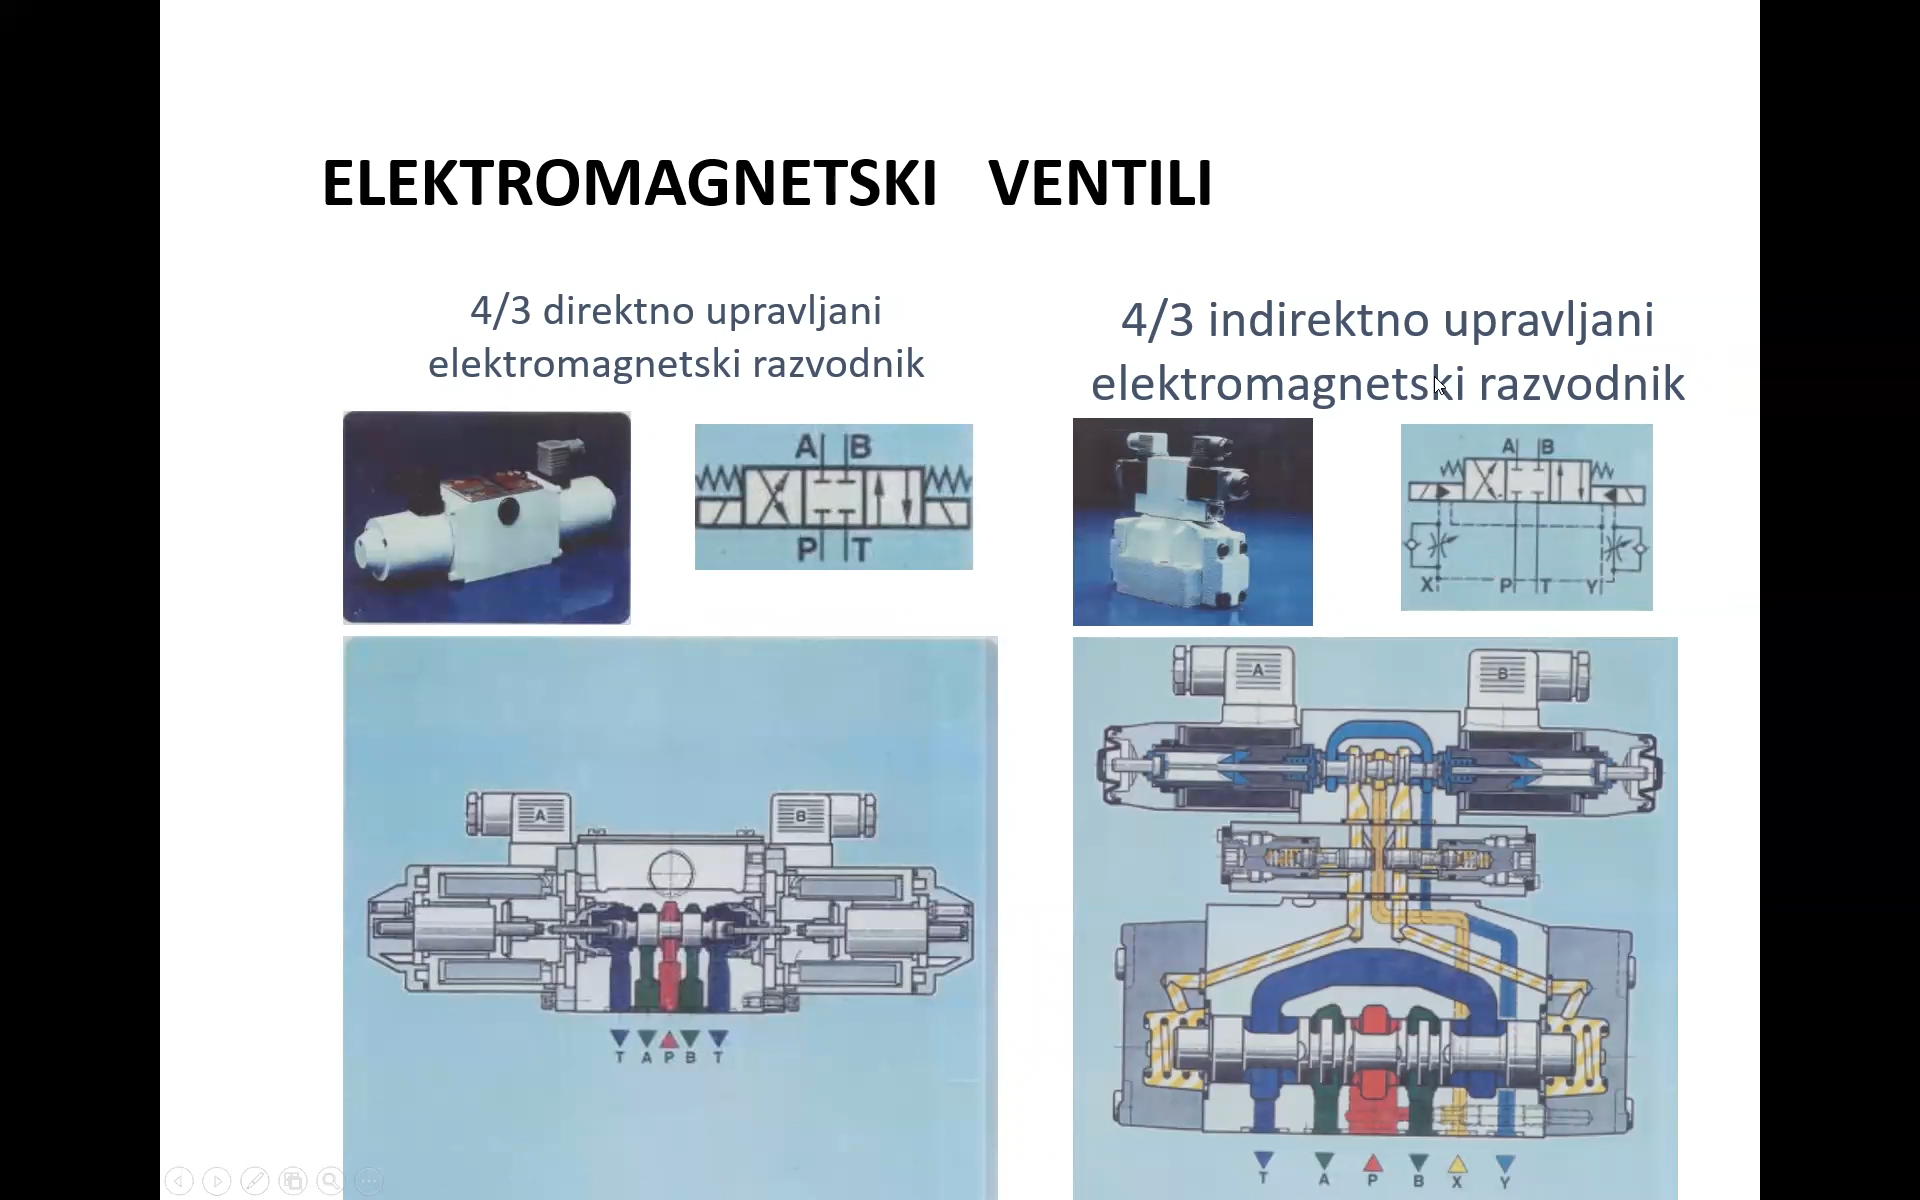 ELEKTROMAGNETSKI VENTILI
4/3 direktno upravljani
elektromagnetski razvodnik
4/3 indirektno upravljani
elektromagnetski razvodnik
A B
P T
A B
X P T Y
A B
T A P B T
A B
T A P B X Y